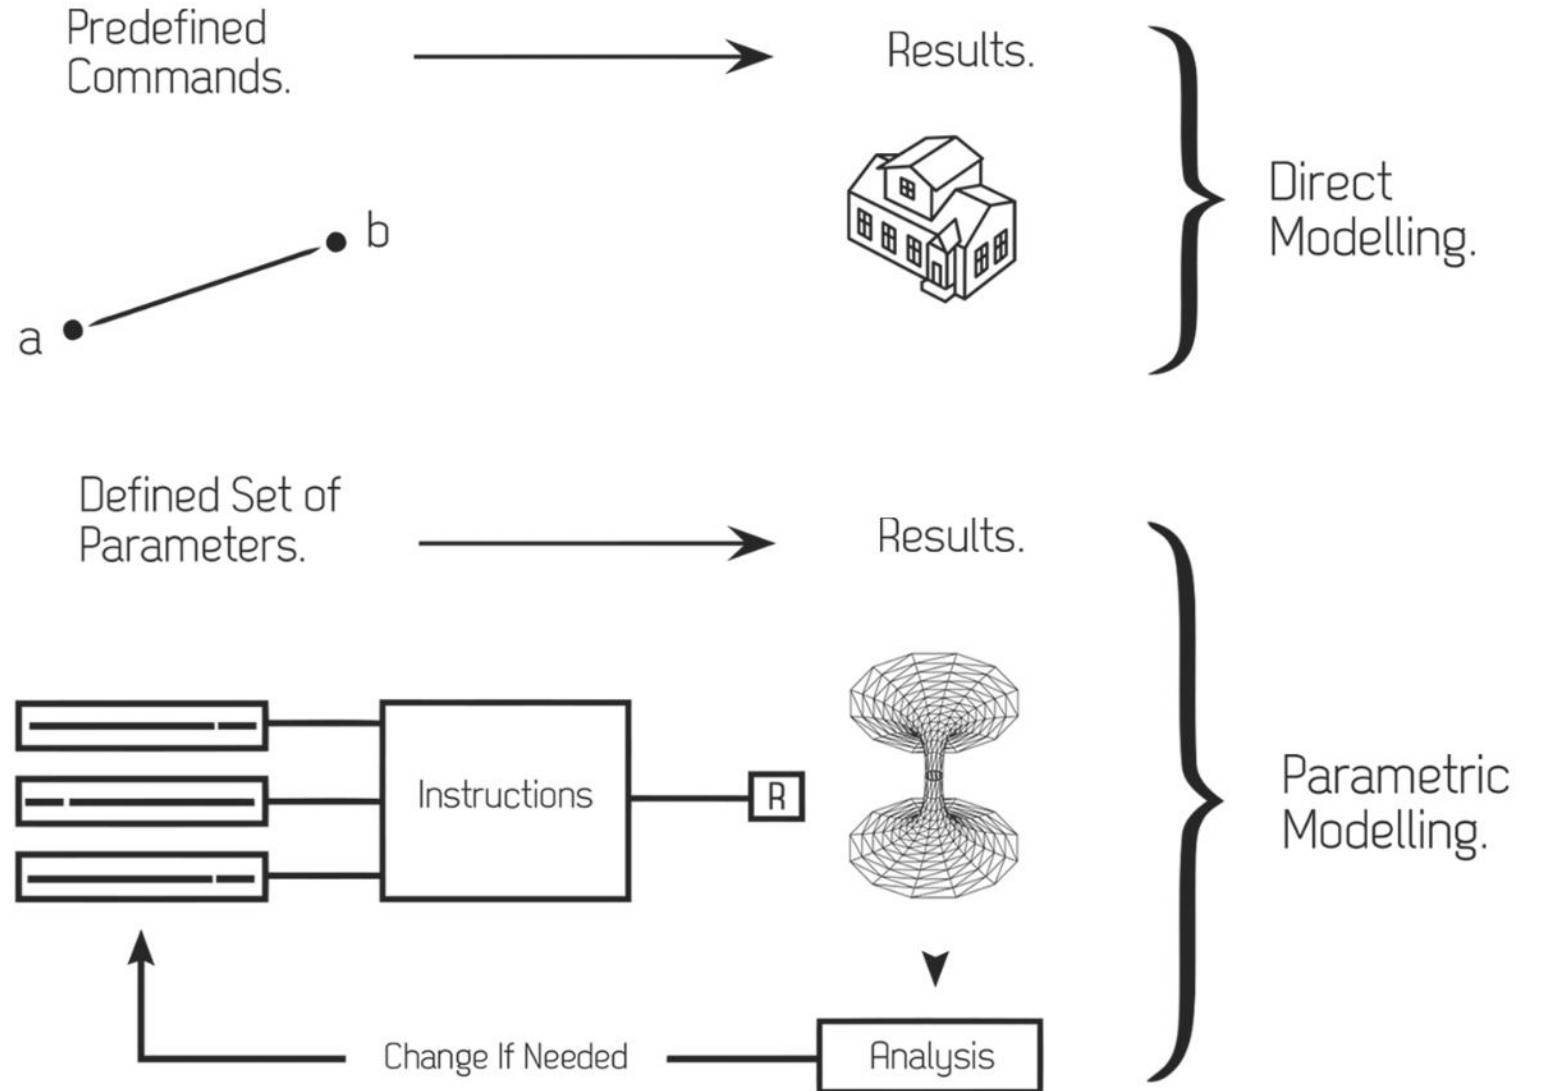 Predefined
Commands.
Results.
a
b
Direct
Modelling.
Defined Set of
Parameters.
Results.
Instructions
R
Parametric
Modelling.
Change If Needed
Analysis